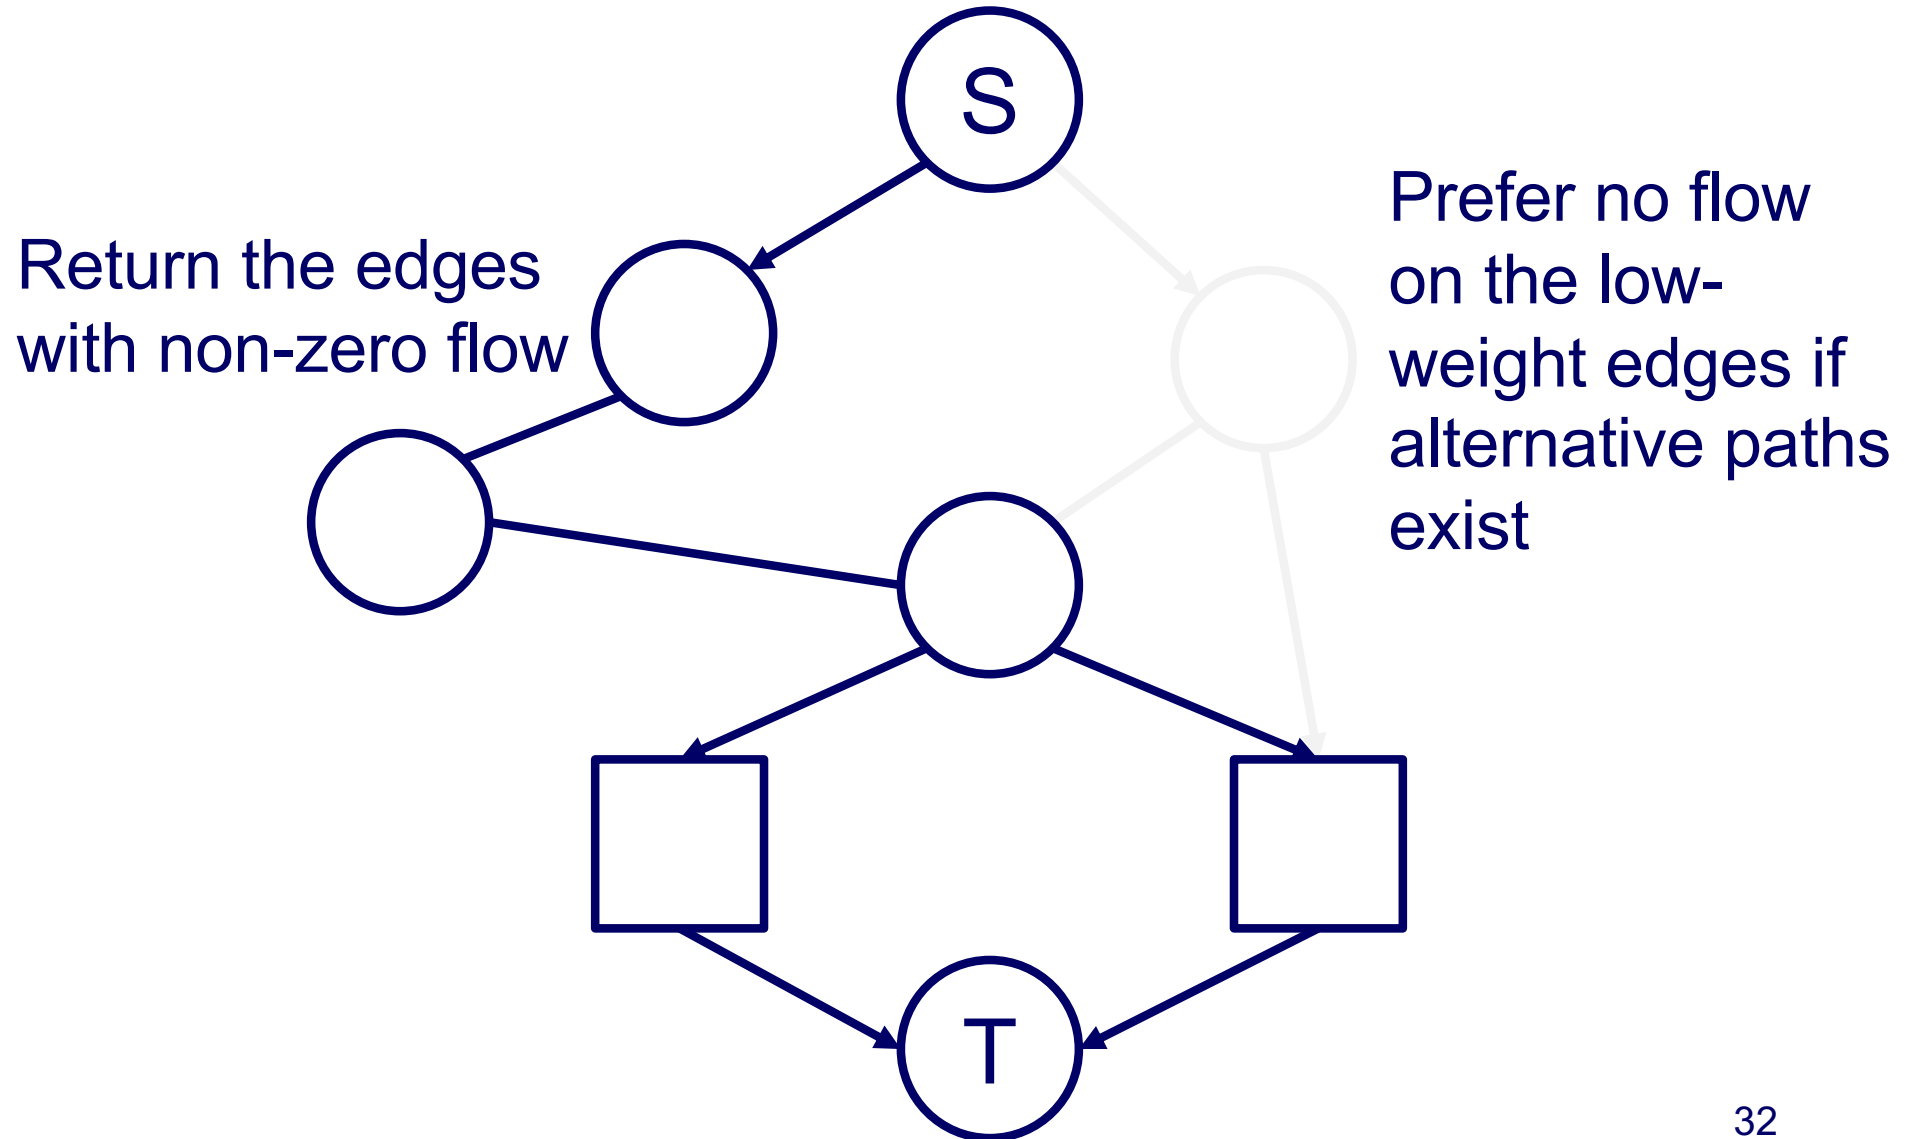 S
Return the edges
with non-zero flow
Prefer no flow
on the low-
weight edges if
alternative paths
exist
T
32